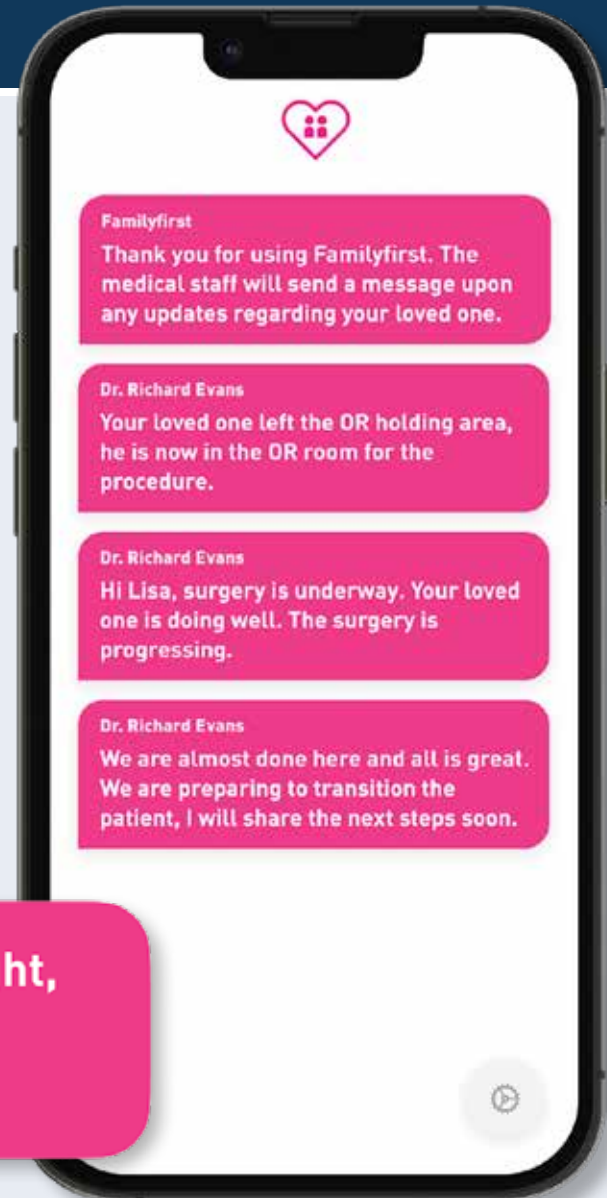 Familyfirst
Thank you for using Familyfirst. The
medical staff will send a message upon
any updates regarding your loved one.
Dr. Richard Evans
Your loved one left the OR holding area,
he is now in the OR room for the
procedure.
Dr. Richard Evans
Hi Lisa, surgery is underway. Your loved
one is doing well. The surgery is
progressing.
Dr. Richard Evans
We are almost done here and all is great.
We are preparing to transition the
patient, I will share the next steps soon.
ht,